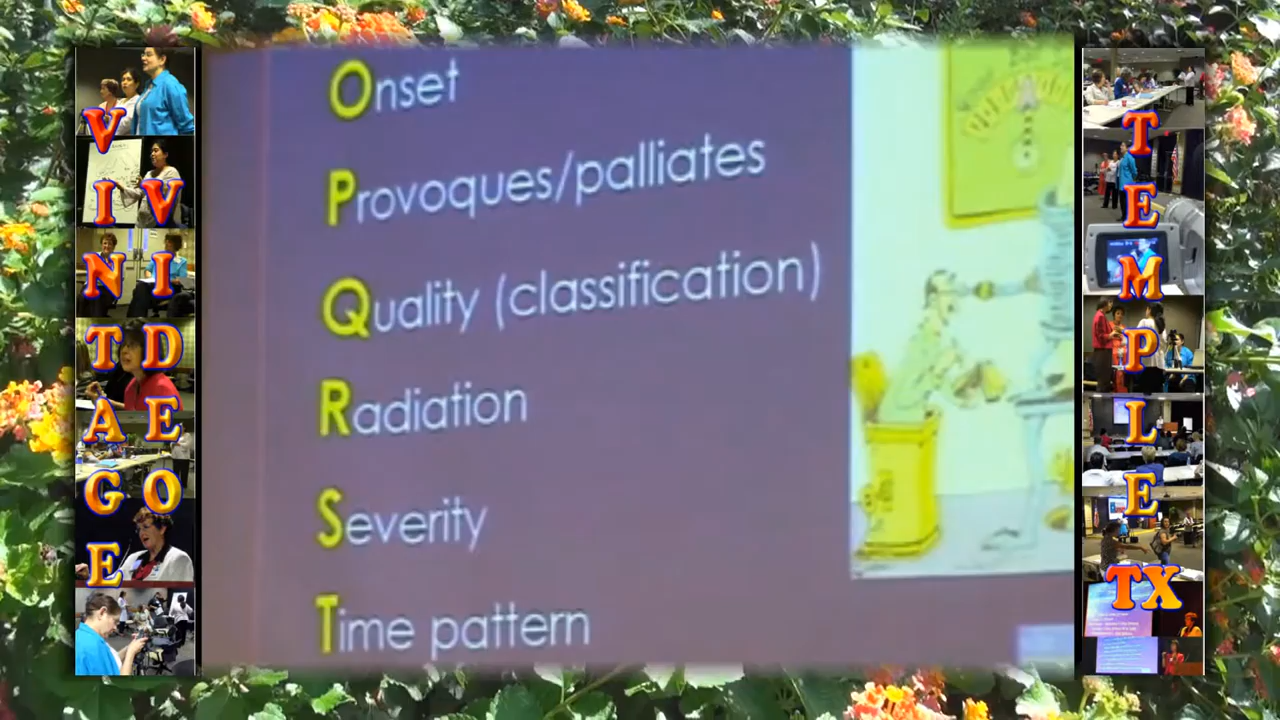 VINTAGE
VIDEO
Onset
Provoques/palliates
Quality (classification)
Radiation
Severity
Time pattern
TEMPLE
TX